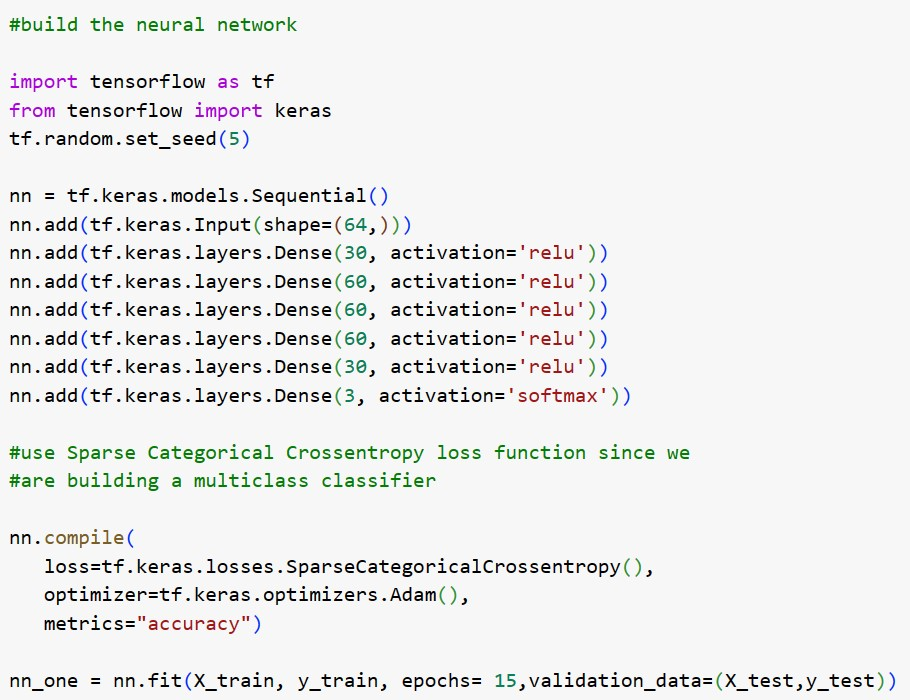 #build the neural network
import tensorflow as tf
from tensorflow import keras
tf.random.set_seed(5)
nn = tf.keras.models.Sequential()
nn.add(tf.keras.Input(shape=(64,)))
nn.add(tf.keras.layers.Dense(30, activation='relu'))
nn.add(tf.keras.layers.Dense(60, activation='relu'))
nn.add(tf.keras.layers.Dense(60, activation='relu'))
nn.add(tf.keras.layers.Dense(60, activation='relu'))
nn.add(tf.keras.layers.Dense(30, activation='relu'))
nn.add(tf.keras.layers.Dense(3, activation='softmax'))
#use Sparse Categorical Crossentropy loss function since we
#are building a multiclass classifier
nn.compile(
   loss=tf.keras.losses.SparseCategoricalCrossentropy(),
   optimizer=tf.keras.optimizers.Adam(),
   metrics="accuracy")
nn_one = nn.fit(X_train, y_train, epochs= 15,validation_data=(X_test,y_test))